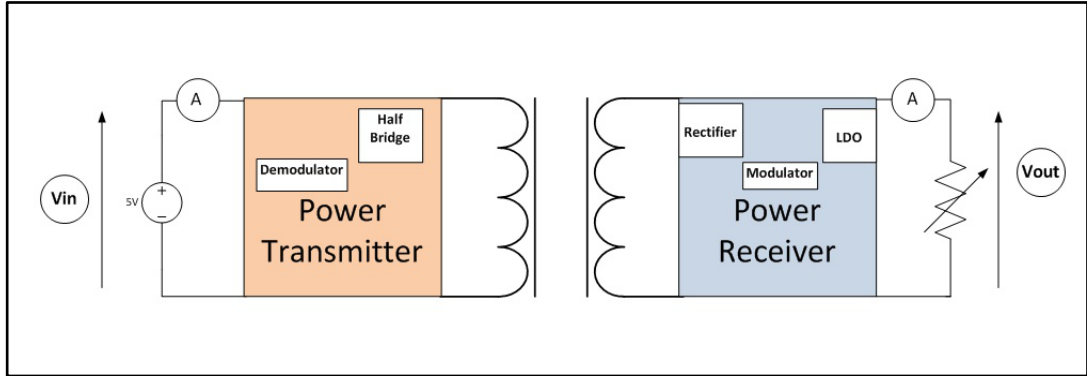 A
Half
Bridge
Demodulator
Power
Transmitter
Vin
5V
+
−
Rectifier
LDO
Modulator
Power
Receiver
A
Vout